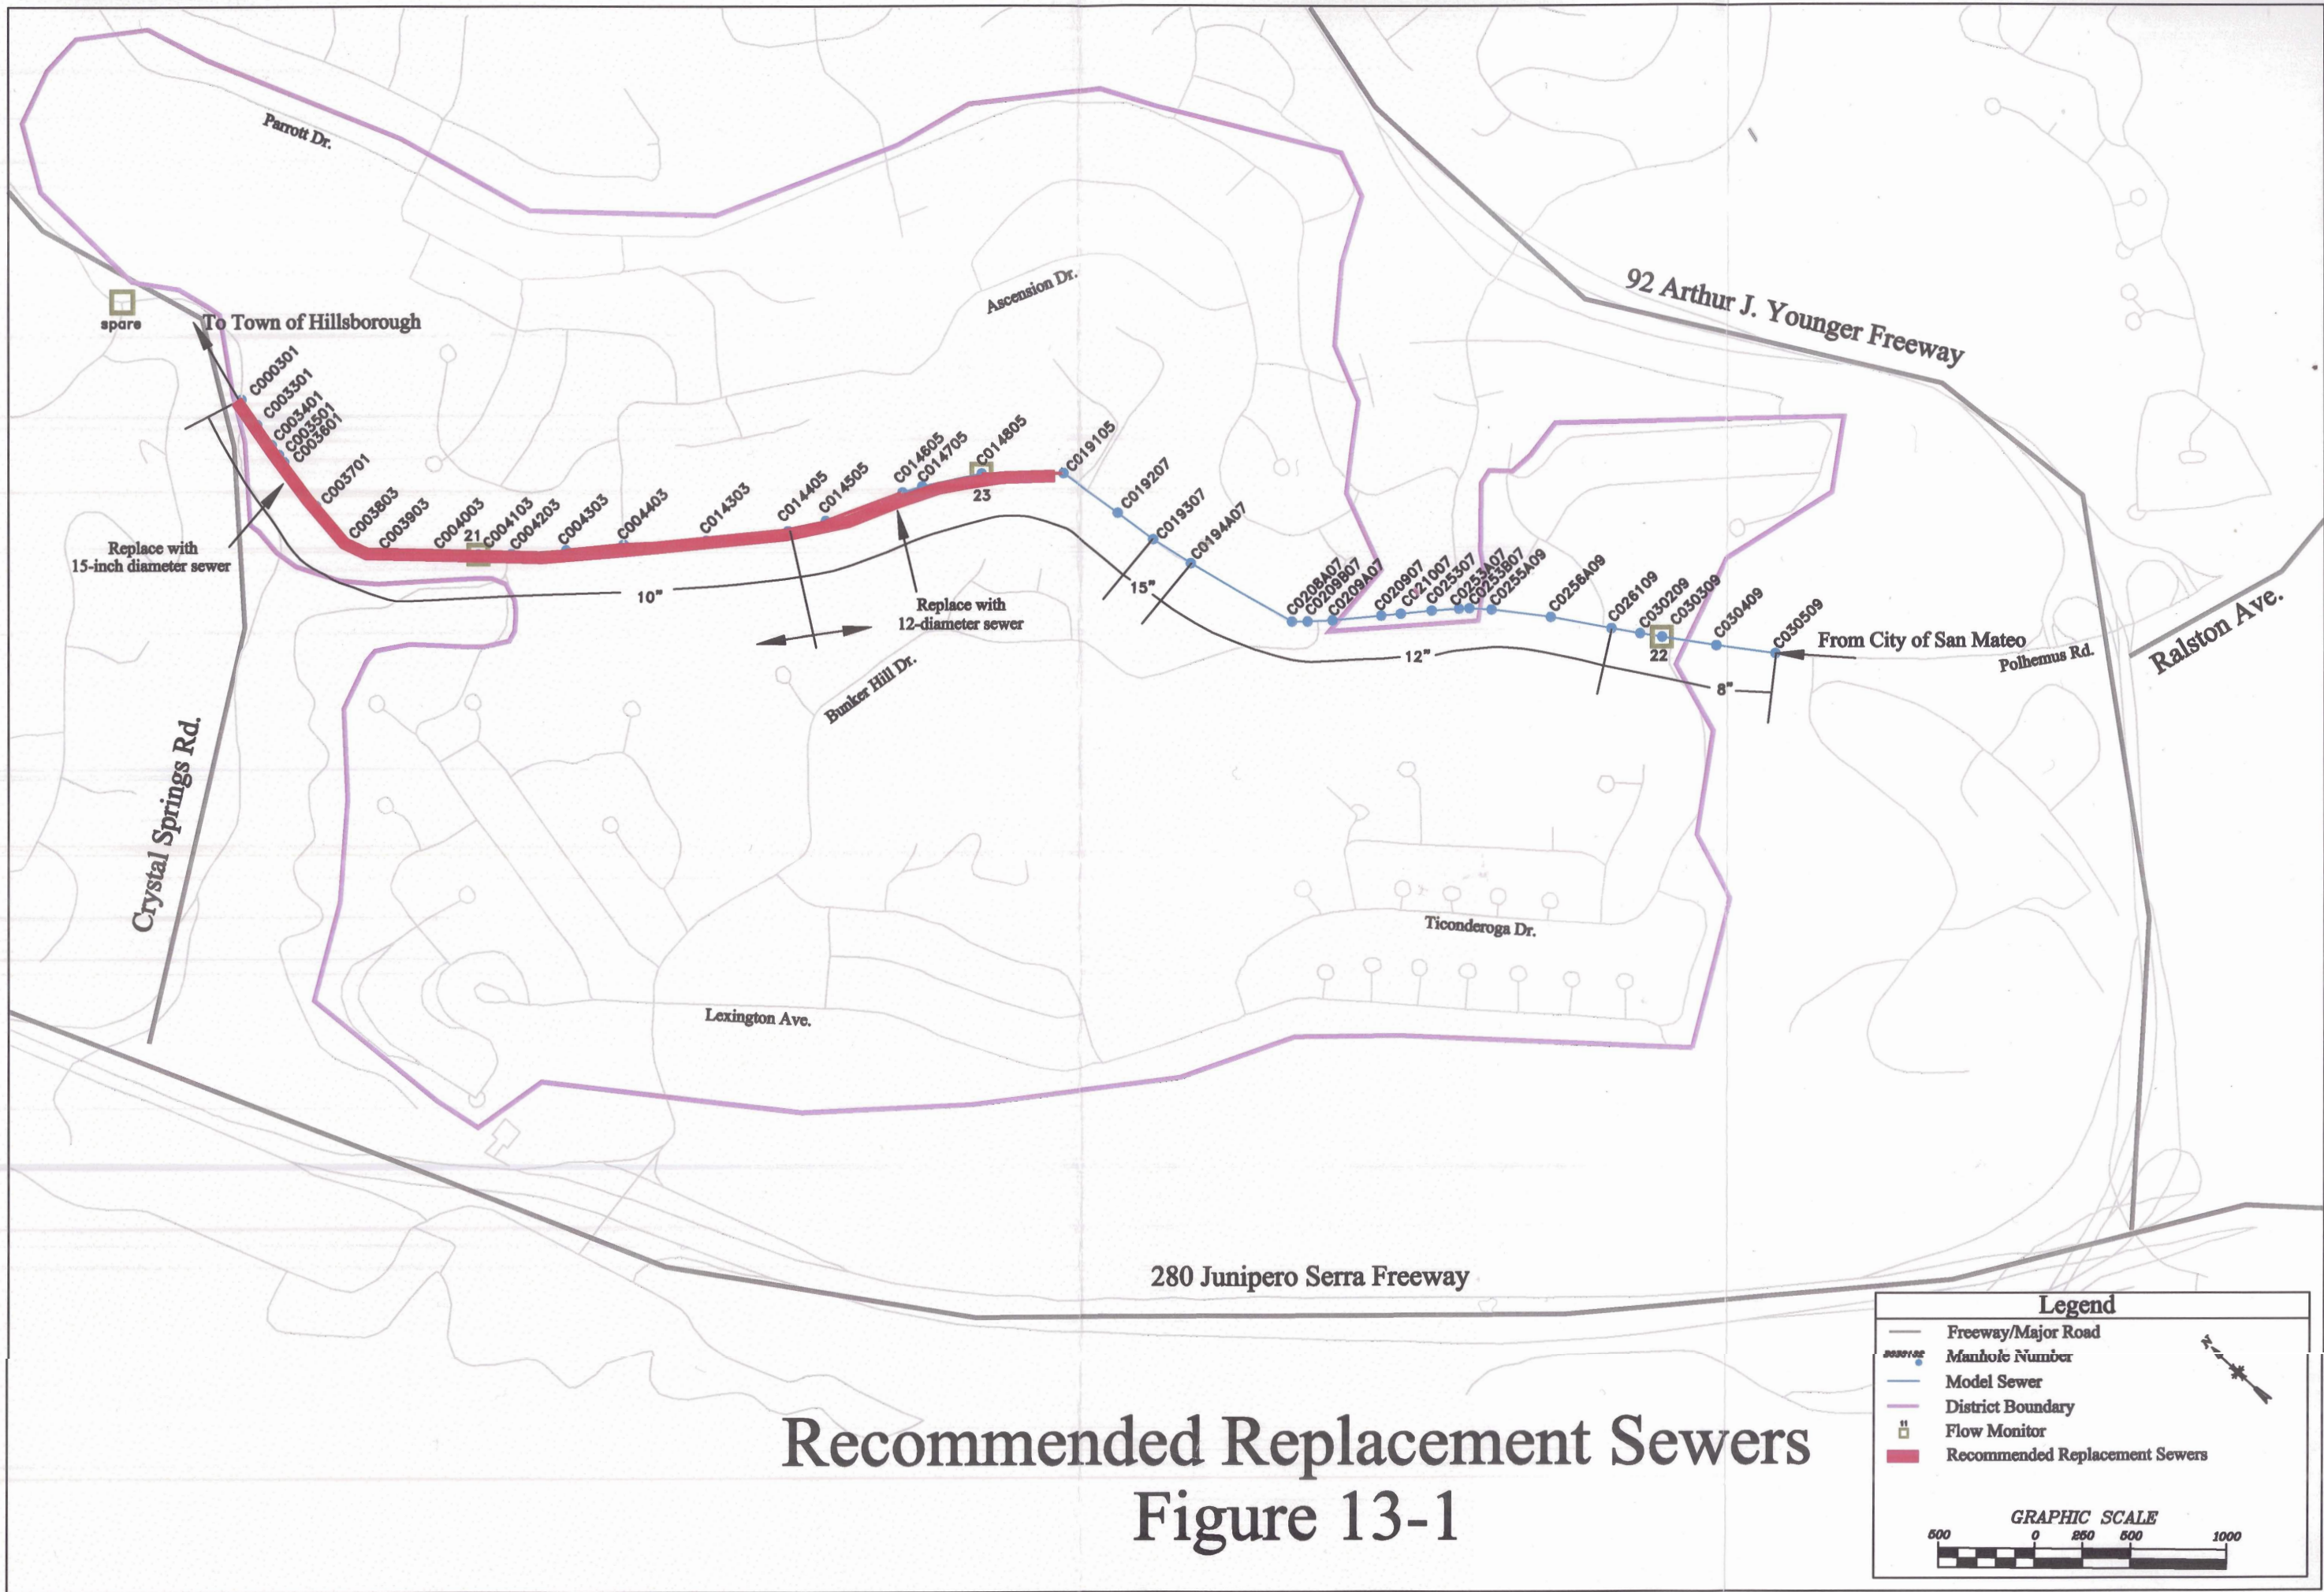 Parrott Dr.
92 Arthur J. Younger Freeway
Ascension Dr.
spare
To Town of Hillsborough
C000301
C003301
C003401
C003501
C003601
C003701
C003803
C003903
C004003
21
C004103
C004203
C004303
C004403
C014303
C014405
C014505
C014605
C014705
C014805
23
C019105
C019207
C019307
C0194A07
C0208A07
C0209B07
C0209A07
C020907
C021007
C025307
C0253A07
C0253B07
C0255A09
C0256A09
C026109
C030209
C030309
22
C030409
C030509
From City of San Mateo
Polhemus Rd.
Ralston Ave.
Replace with
15-inch diameter sewer
10"
Replace with
12-diameter sewer
15"
12"
8"
Bunker Hill Dr.
Crystal Springs Rd.
Ticonderoga Dr.
Lexington Ave.
280 Junipero Serra Freeway
Legend
Freeway/Major Road
Manhole Number
Model Sewer
District Boundary
Flow Monitor
Recommended Replacement Sewers
N
GRAPHIC SCALE
500 0 250 500 1000
Recommended Replacement Sewers
Figure 13-1